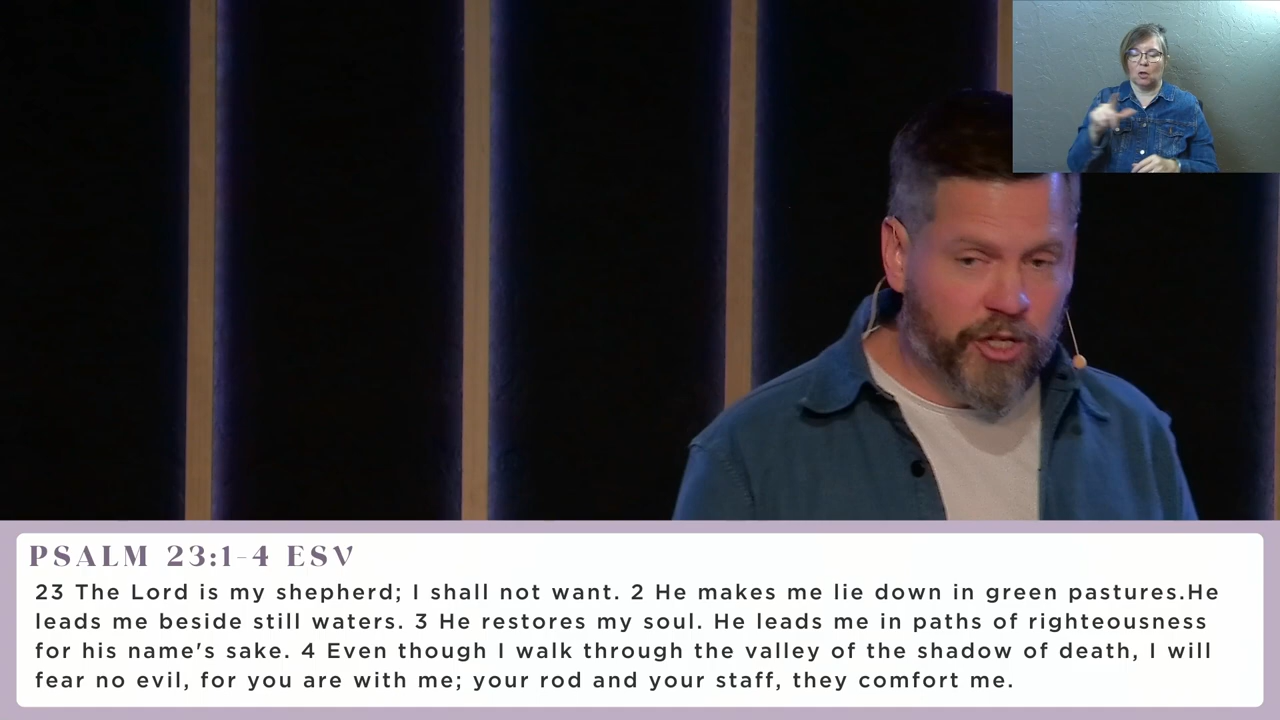 PSALM 23:1-4 ESV
23 The Lord is my shepherd; I shall not want. 2 He makes me lie down in green pastures.He
leads me beside still waters. 3 He restores my soul. He leads me in paths of righteousness
for his name's sake. 4 Even though I walk through the valley of the shadow of death, I will
fear no evil, for you are with me; your rod and your staff, they comfort me.